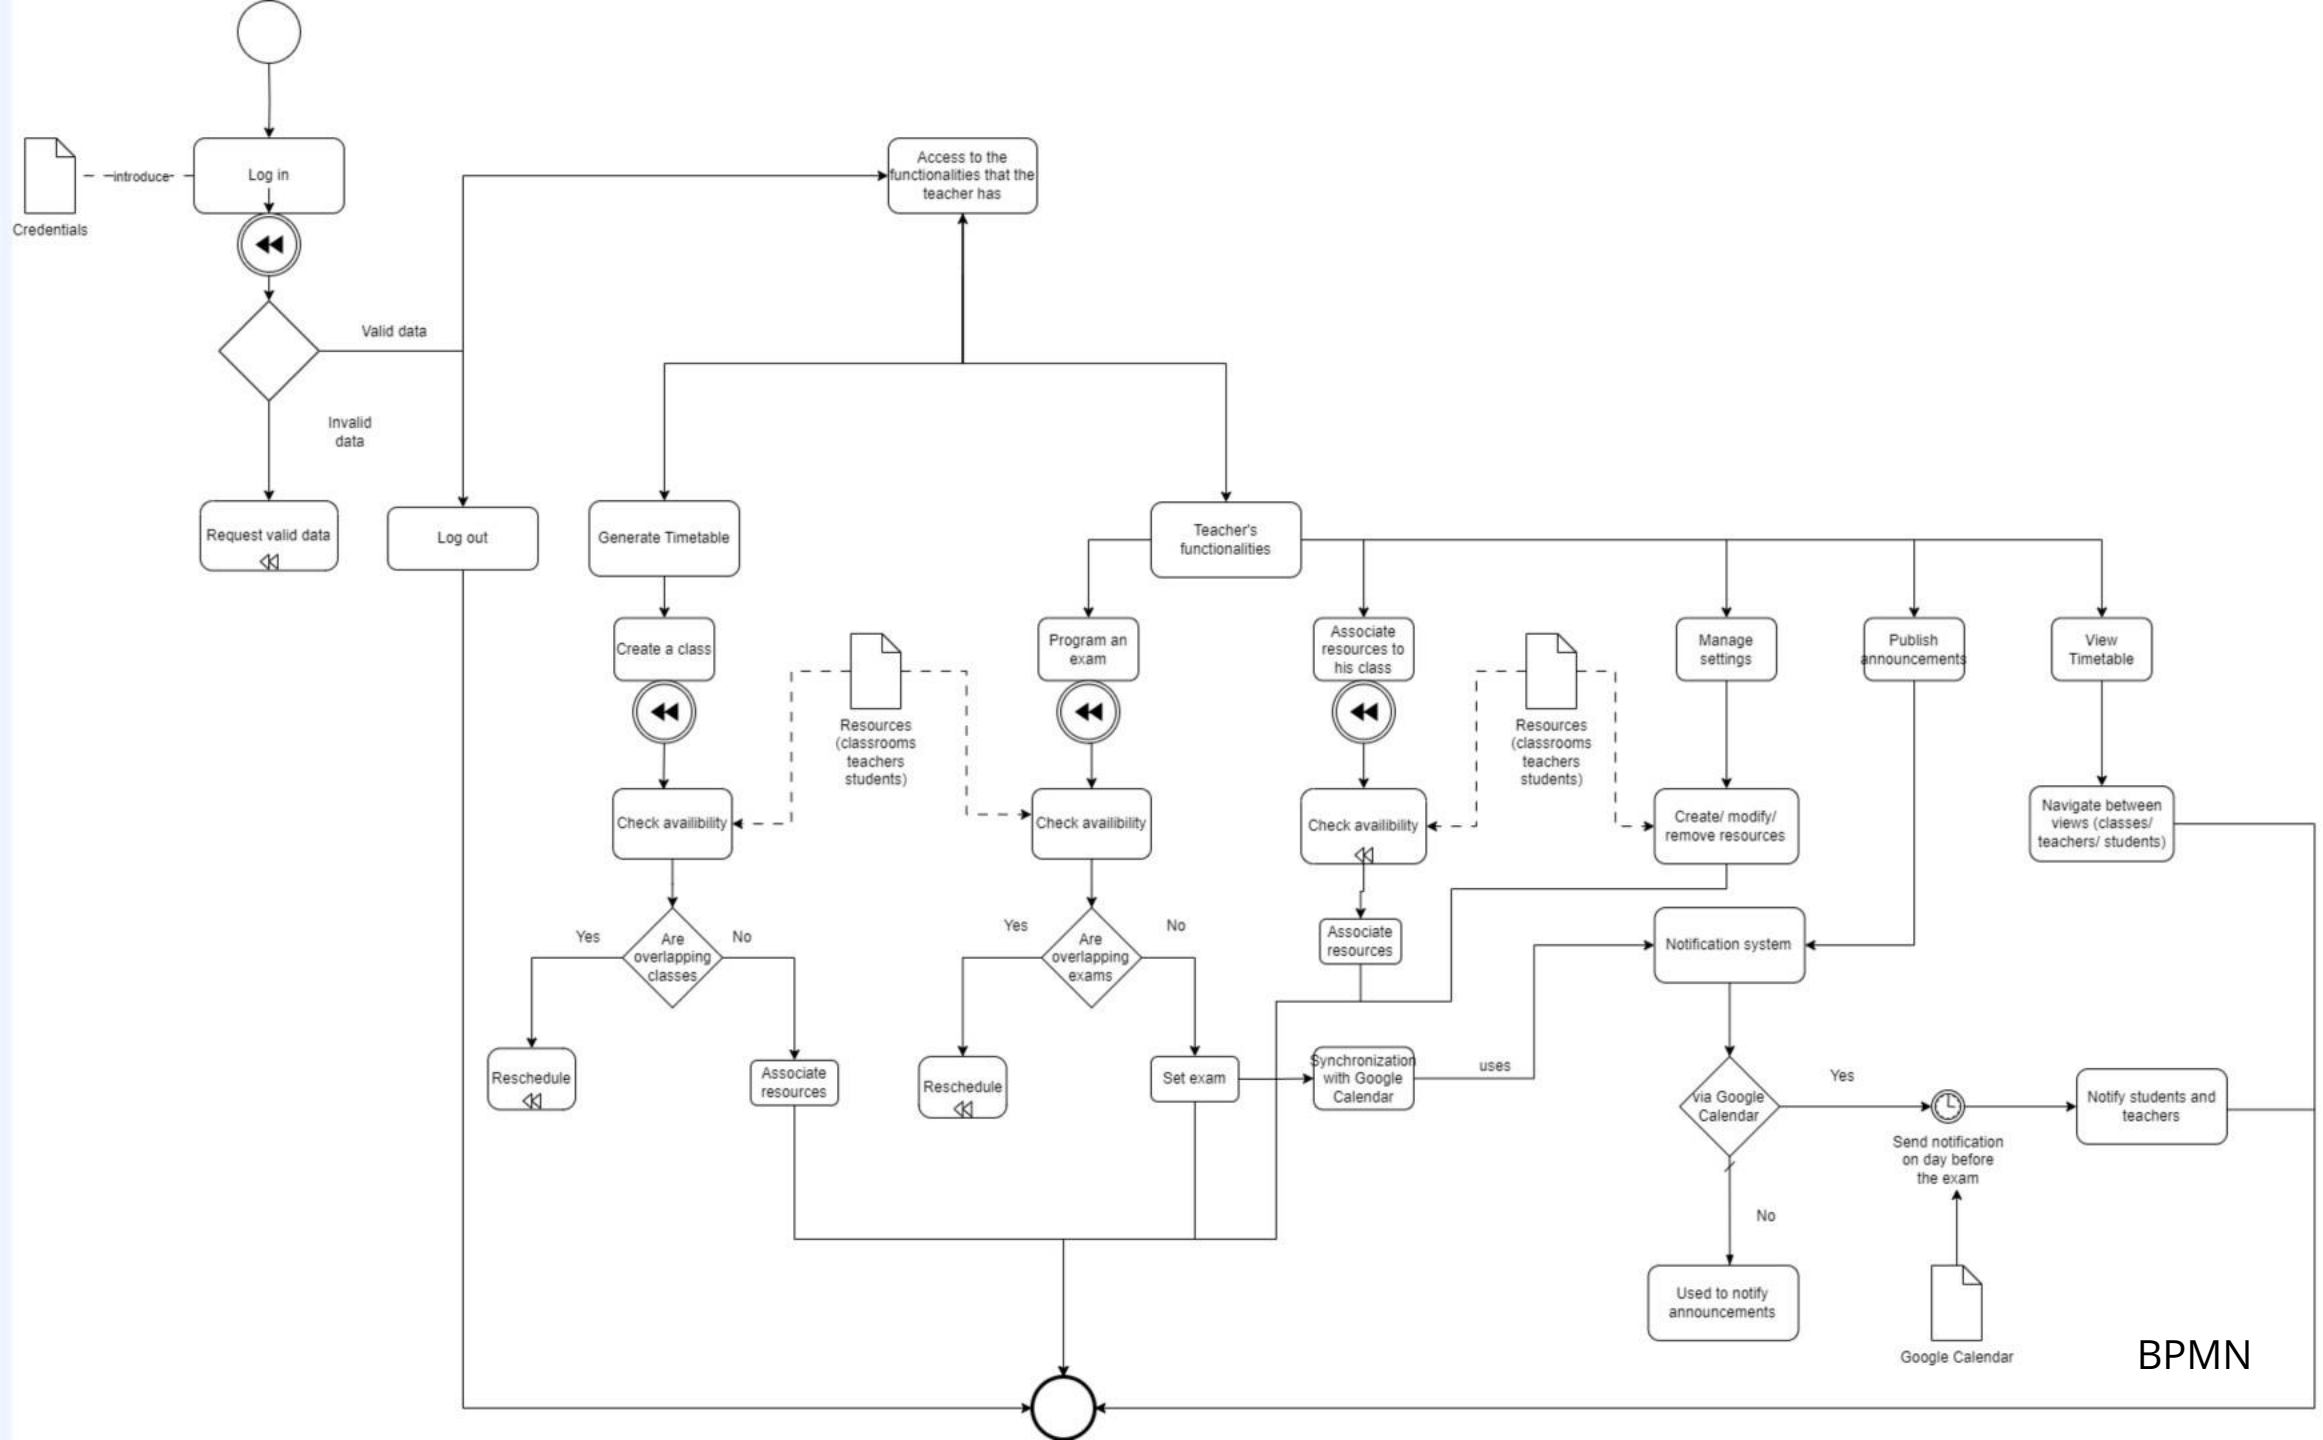 introduce
Log in
Credentials
Access to the
functionalities that the
teacher has
Valid data
Invalid
data
Request valid data
Log out
Generate Timetable
Teacher's
functionalities
Create a class
Program an
exam
Associate
resources to
his class
Manage
settings
Publish
announcements
View
Timetable
Resources
(classrooms
teachers
students)
Resources
(classrooms
teachers
students)
Check availibility
Check availibility
Check availibility
Create/ modify/
remove resources
Navigate between
views (classes/
teachers/ students)
Yes
Are
overlapping
classes
No
Yes
Are
overlapping
exams
No
Associate
resources
Notification system
Reschedule
Associate
resources
Reschedule
Set exam
Synchronization
with Google
Calendar
uses
via Google
Calendar
Yes
Notify students and
teachers
Send notification
on day before
the exam
No
Used to notify
announcements
Google Calendar
BPMN